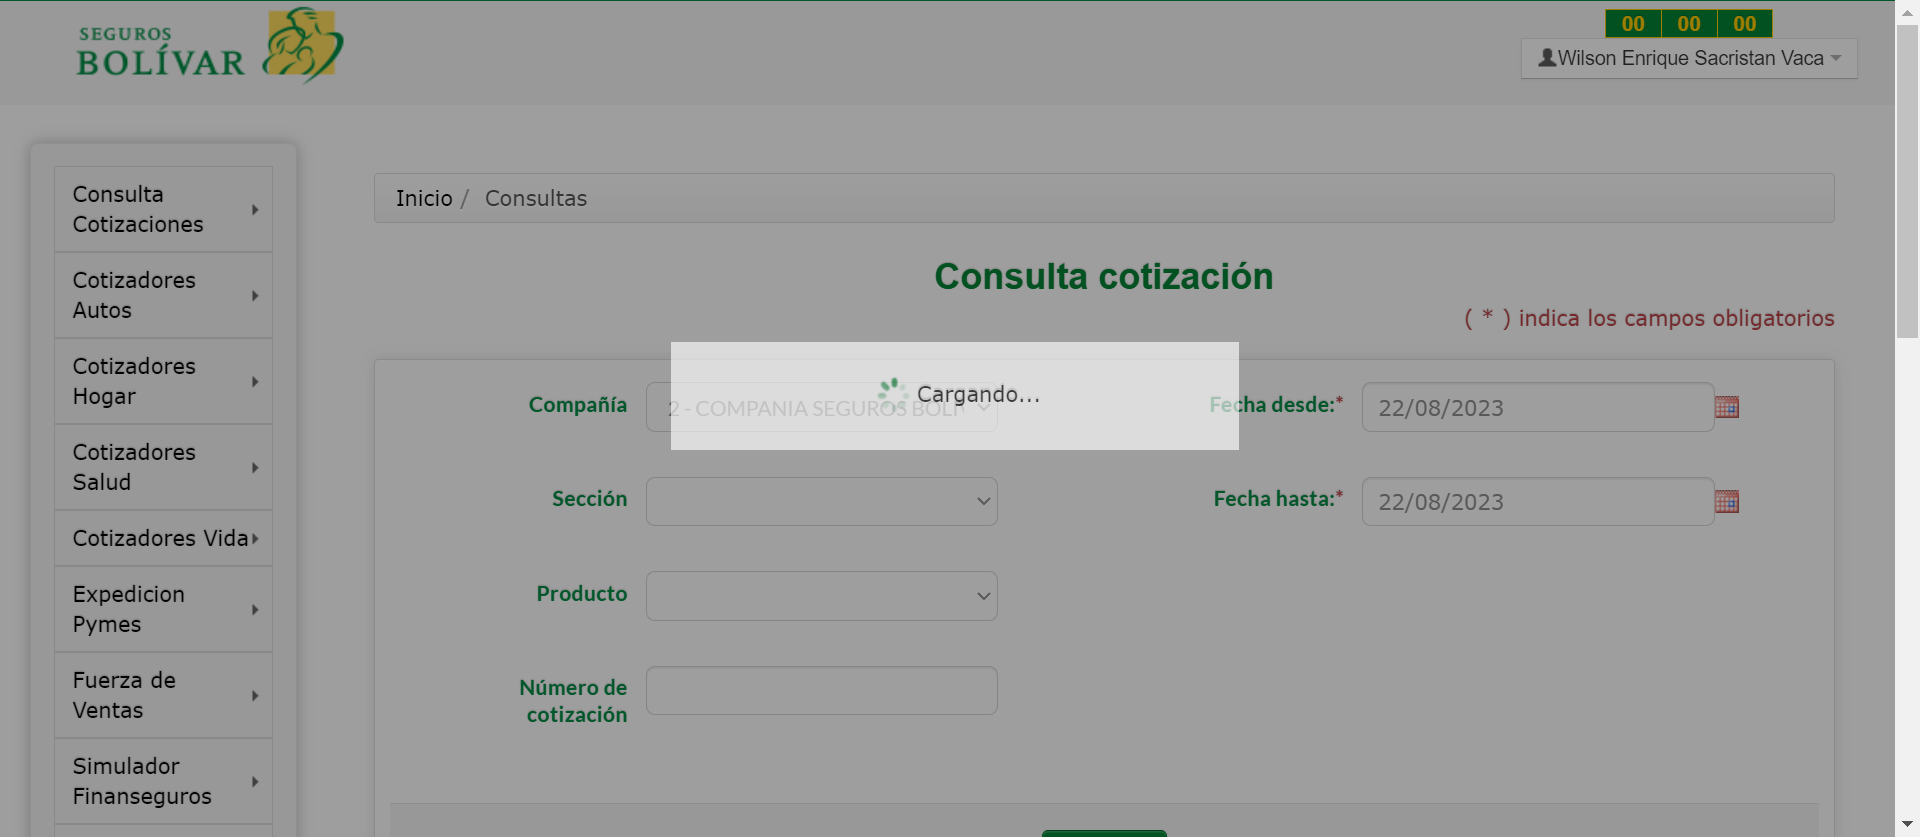 SEGUROS
BOLÍVAR
00 00 00
Wilson Enrique Sacristan Vaca
Consulta
Cotizaciones
Cotizadores
Autos
Cotizadores
Hogar
Cotizadores
Salud
Cotizadores Vida
Expedicion
Pymes
Fuerza de
Ventas
Simulador
Finanseguros
Inicio / Consultas
Consulta cotización
( * ) indica los campos obligatorios
Cargando...
Compañía
2 - COMPANIA SEGUROS BOLI
Fecha desde:*
22/08/2023
Sección
Fecha hasta:*
22/08/2023
Producto
Número de
cotización